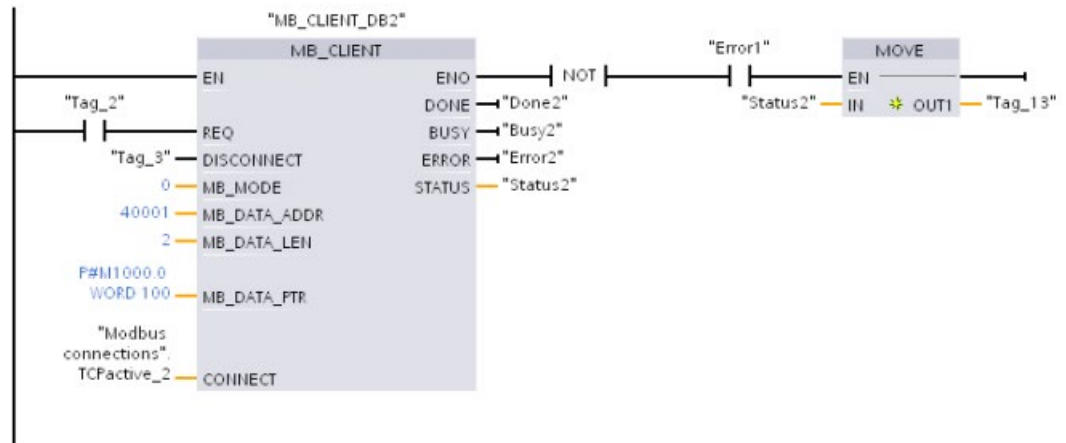 "MB_CLIENT_DB2"
MB_CLIENT
EN
ENO
NOT
"Error1"
MOVE
EN
"Tag_2"
REQ
DONE
"Done2"
"Status2"
IN
OUT1
"Tag_13"
BUSY
"Busy2"
"Tag_3"
DISCONNECT
ERROR
"Error2"
0
MB_MODE
STATUS
"Status2"
40001
MB_DATA_ADDR
2
MB_DATA_LEN
P#M1000.0
WORD 100
MB_DATA_PTR
"Modbus
connections".
TCPactive_2
CONNECT